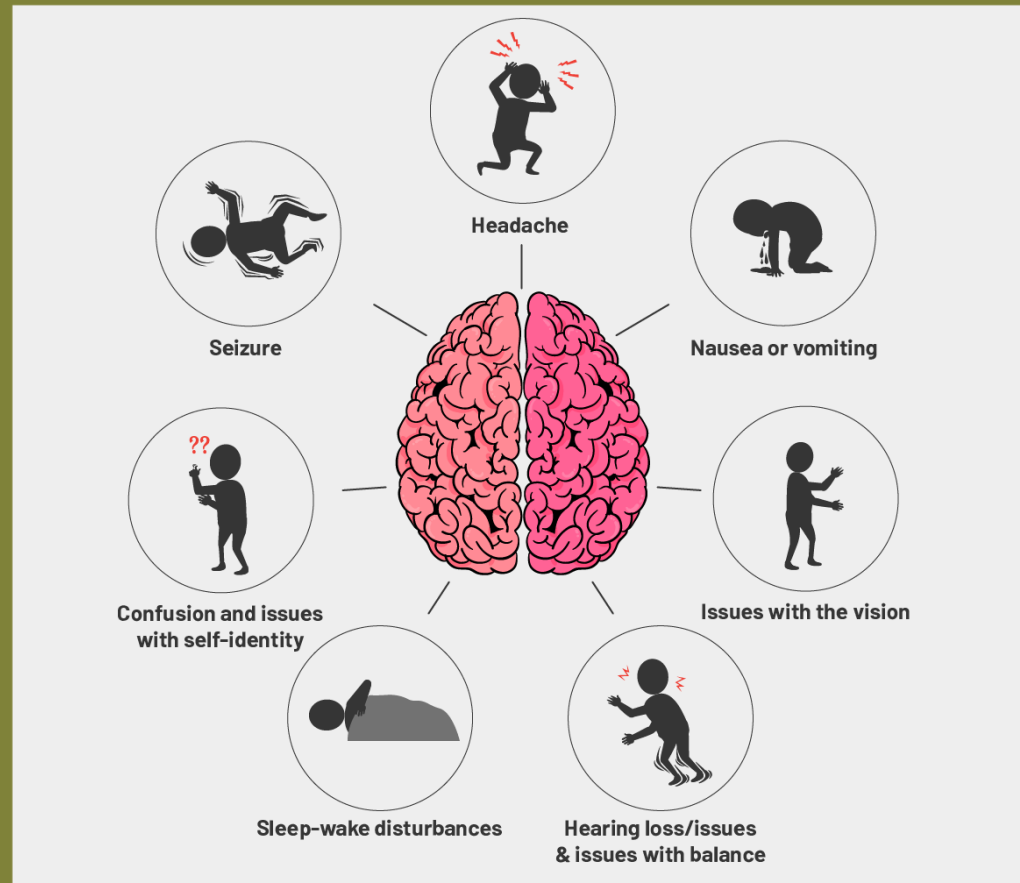 Headache
Seizure
Nausea or vomiting
??
Confusion and issues
with self-identity
Issues with the vision
Sleep-wake disturbances
Hearing loss/issues
& issues with balance